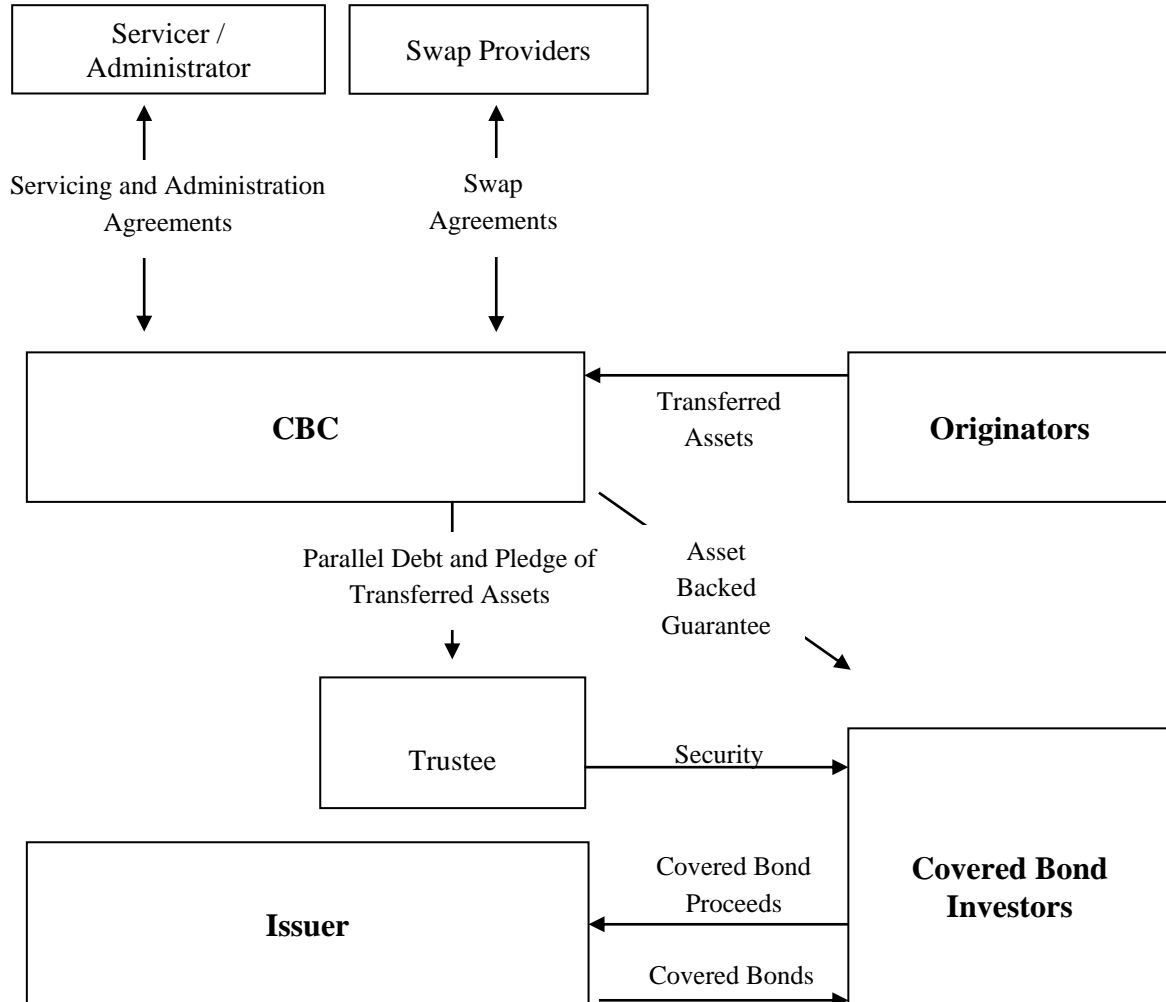 Servicer /
Administrator
Swap Providers
Servicing and Administration
Agreements
Swap
Agreements
CBC
Transferred
Assets
Originators
Parallel Debt and Pledge of
Transferred Assets
Asset
Backed
Guarantee
Trustee
Security
Covered Bond
Proceeds
Covered Bond
Investors
Issuer
Covered Bonds